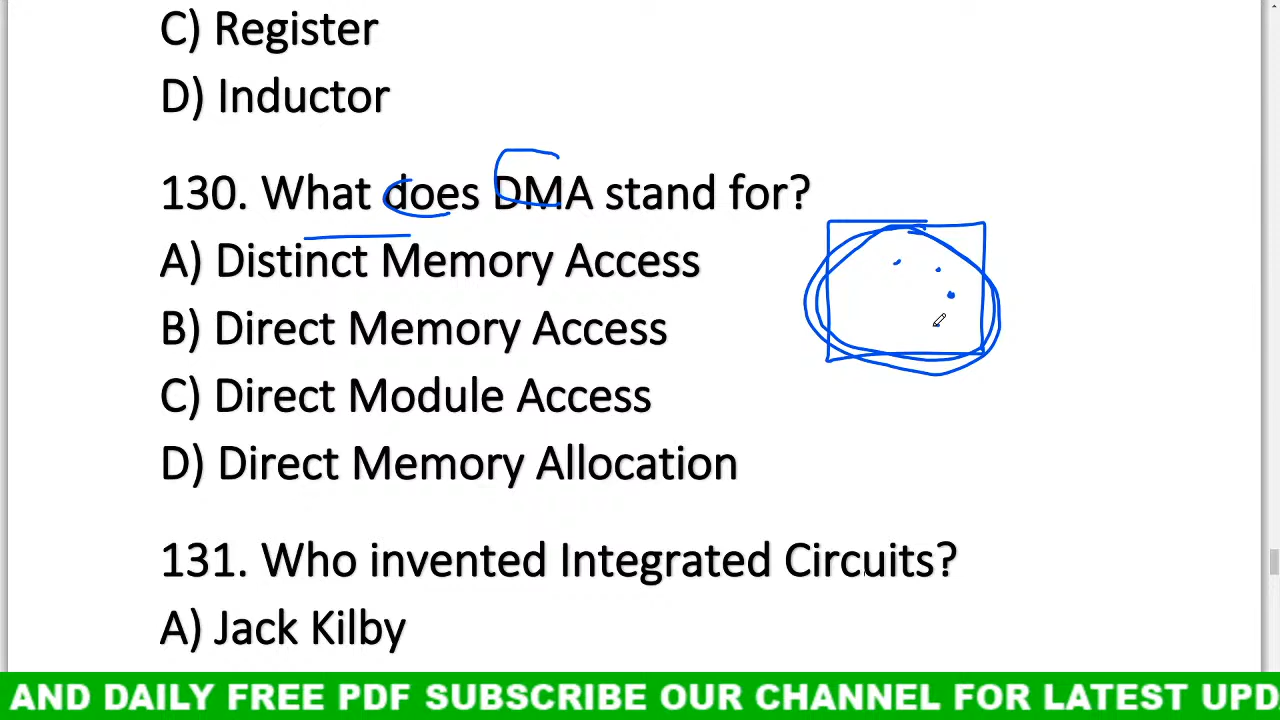 C) Register
D) Inductor
130. What does DMA stand for?
A) Distinct Memory Access
B) Direct Memory Access
C) Direct Module Access
D) Direct Memory Allocation
131. Who invented Integrated Circuits?
A) Jack Kilby
AND DAILY FREE PDF SUBSCRIBE OUR CHANNEL FOR LATEST UPD